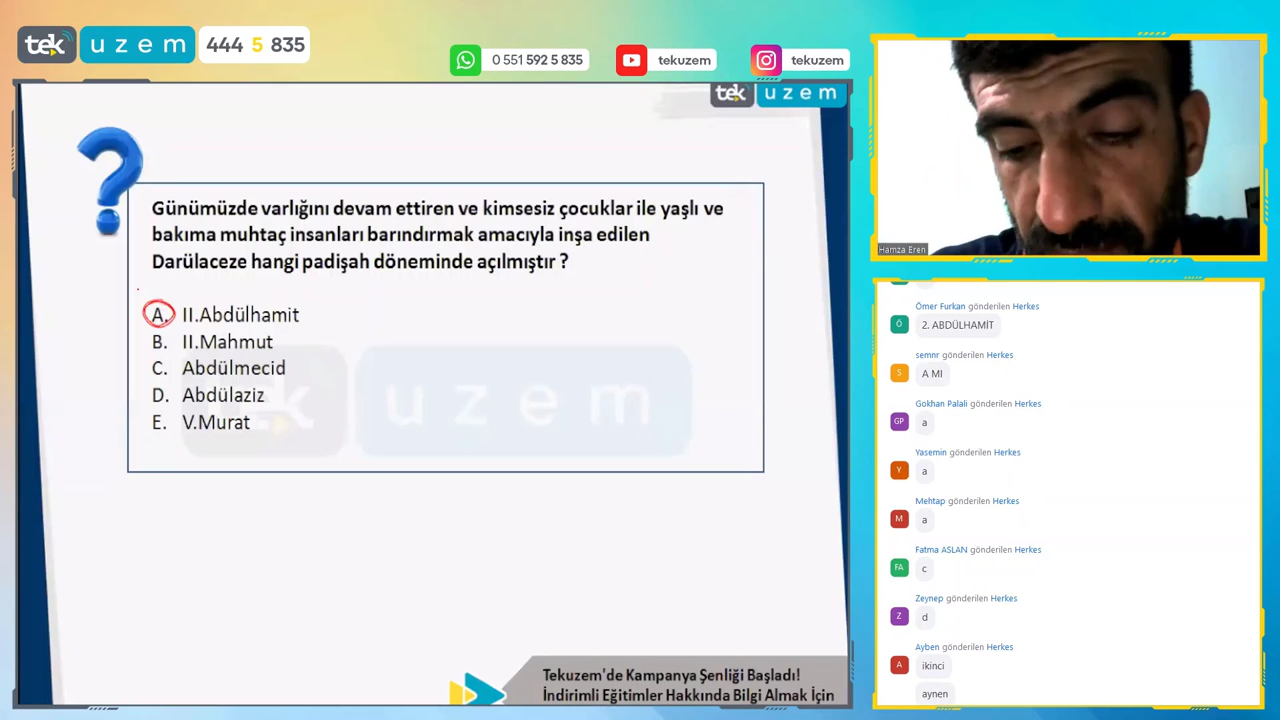 tek uzem 444 5 835
0 551 592 5 835
tekuzem
tekuzem
tek uzem
Günümüzde varlığını devam ettiren ve kimsesiz çocuklar ile yaşlı ve
bakıma muhtaç insanları barındırmak amacıyla inşa edilen
Darülaceze hangi padişah döneminde açılmıştır ?
A. II.Abdülhamit
B. II.Mahmut
C. Abdülmecid
D. Abdülaziz
E. V.Murat
tek uzem
Tekuzem'de Kampanya Şenliği Başladı!
İndirimli Eğitimler Hakkında Bilgi Almak İçin
Hamza Eren
Ömer Furkan gönderilen Herkes
Ö
2. ABDÜLHAMİT
semnr gönderilen Herkes
S
A MI
Gokhan Palali gönderilen Herkes
GP
a
Yasemin gönderilen Herkes
Y
a
Mehtap gönderilen Herkes
M
a
Fatma ASLAN gönderilen Herkes
FA
c
Zeynep gönderilen Herkes
Z
d
Ayben gönderilen Herkes
A
ikinci
aynen